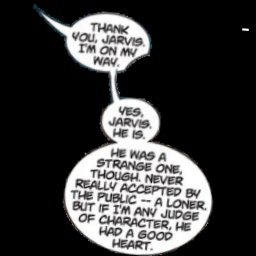 THANK
YOU, JARVIS.
I'M ON MY
WAY.
YES,
JARVIS.
HE IS.
HE WAS A
STRANGE ONE,
THOUGH. NEVER
REALLY ACCEPTED BY
THE PUBLIC -- A LONER.
BUT IF I'M ANY JUDGE
OF CHARACTER, HE
HAD A GOOD
HEART.